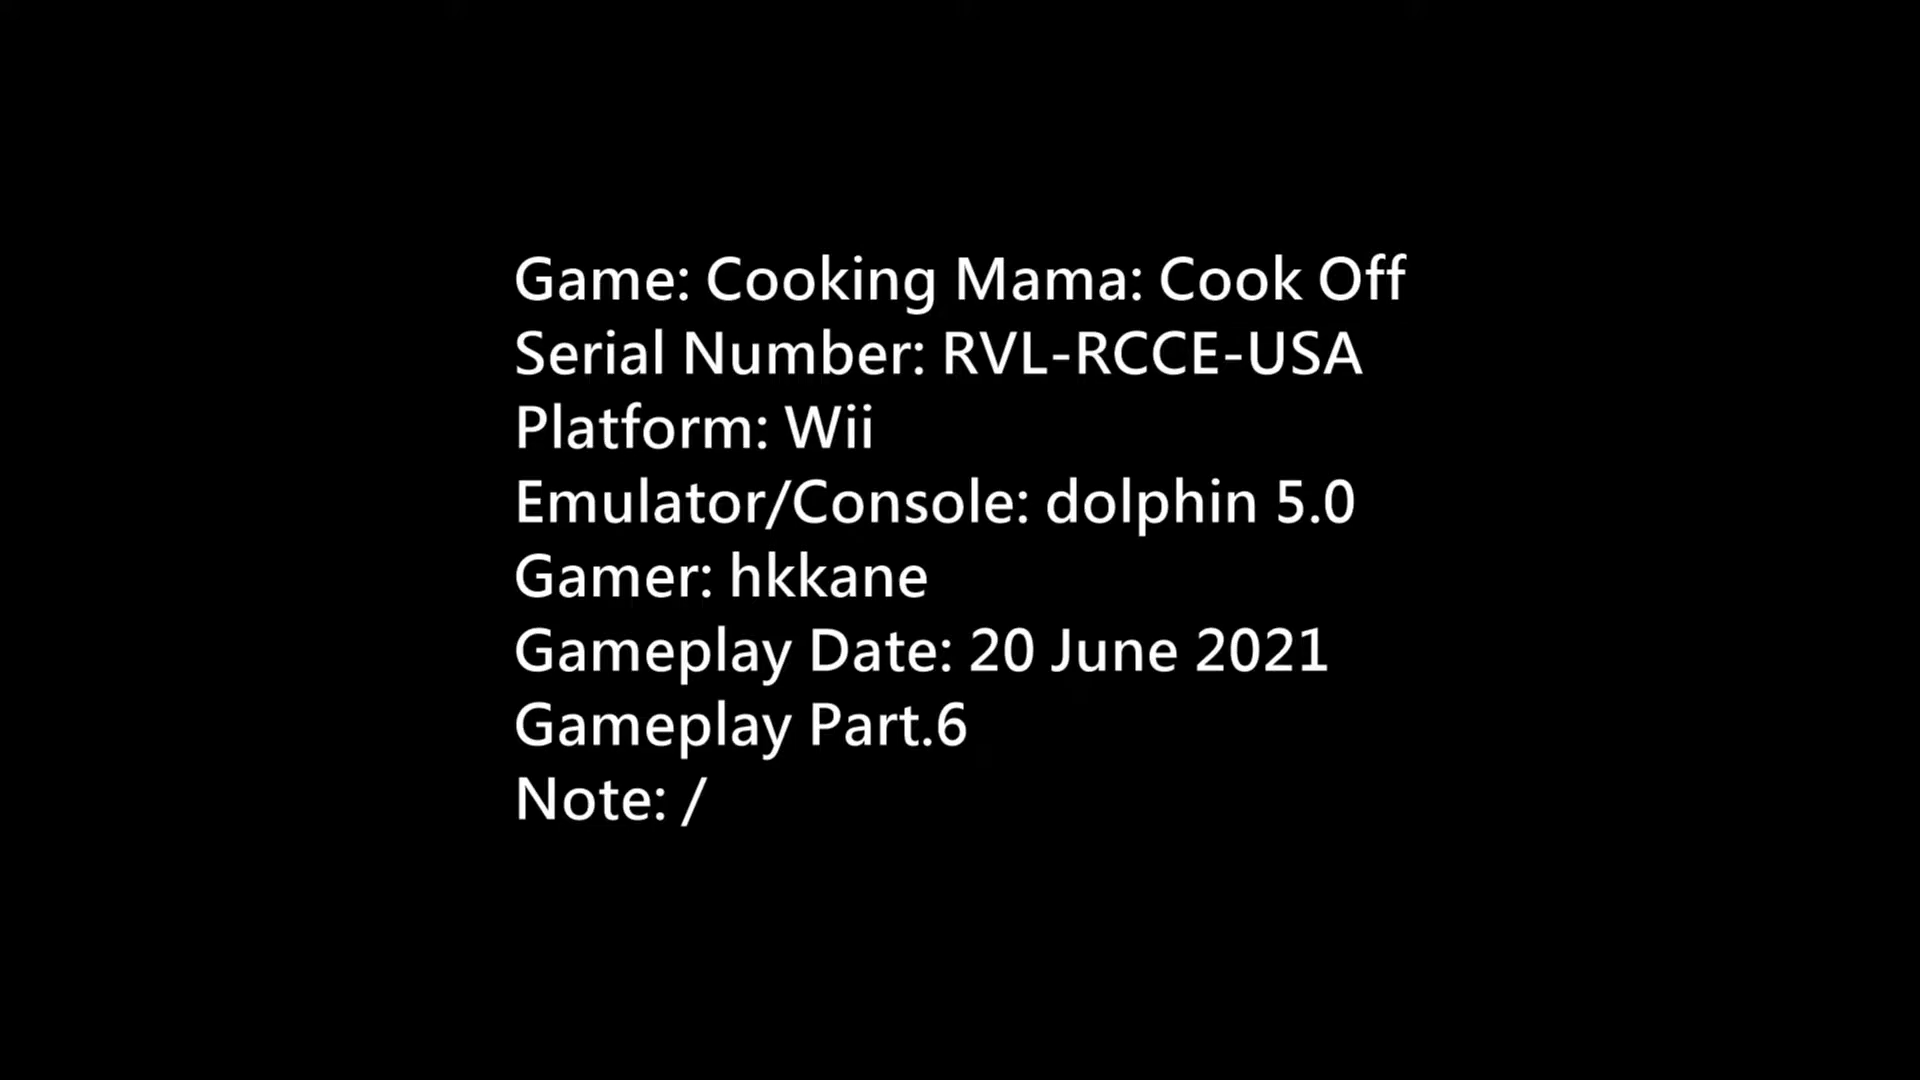 Game: Cooking Mama: Cook Off
Serial Number: RVL-RCCE-USA
Platform: Wii
Emulator/Console: dolphin 5.0
Gamer: hkkane
Gameplay Date: 20 June 2021
Gameplay Part.6
Note: /